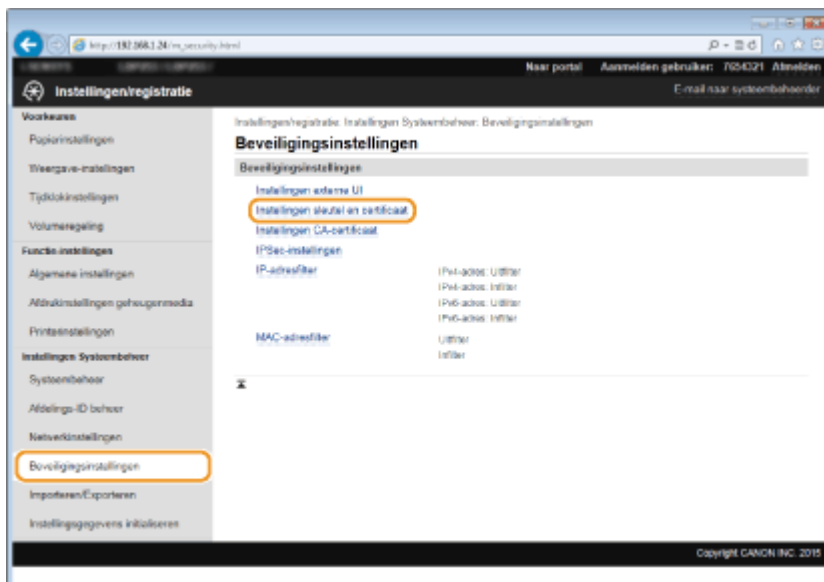 http://192.168.1.24/m_security.html
Naar portal Aanmelden gebruiker: 7654321 Afmelden
Instellingen/registratie
E-mail naar systeembeheerder
Voorkeuren
Papierinstellingen
Weergave-instellingen
Tijdklokinstellingen
Volumeregeling
Functie-instellingen
Algemene instellingen
Afdrukinstellingen geheugenmedia
Printerinstellingen
Instellingen Systeembeheer
Systeembeheer
Afdelings-ID beheer
Netwerkinstellingen
Beveiligingsinstellingen
Importeren/Exporteren
Instellingsgegevens initialiseren
Instellingen/registratie: Instellingen Systeembeheer: Beveiligingsinstellingen
Beveiligingsinstellingen
Beveiligingsinstellingen
Instellingen externe UI
Instellingen sleutel en certificaat
Instellingen CA-certificaat
IPSec-instellingen
IP-adresfilter
IPv4-adres: Uitfilter
IPv4-adres: Infilter
IPv6-adres: Uitfilter
IPv6-adres: Infilter
MAC-adresfilter
Uitfilter
Infilter
Copyright CANON INC. 2015